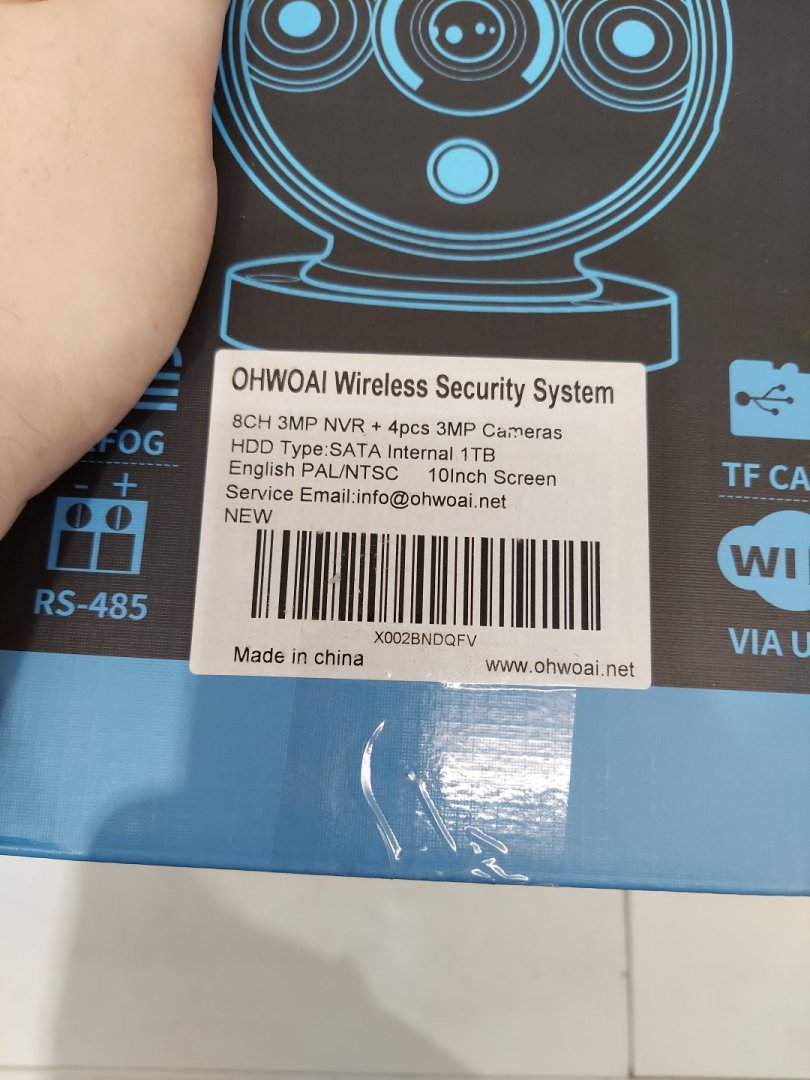 OHWOAI Wireless Security System
8CH 3MP NVR + 4pcs 3MP Cameras
HDD Type:SATA Internal 1TB
English PAL/NTSC 10Inch Screen
Service Email:info@ohwoai.net
NEW
X002BNDQFV
Made in china www.ohwoai.net
FOG
- +
RS-485
TF CA
WI
VIA U